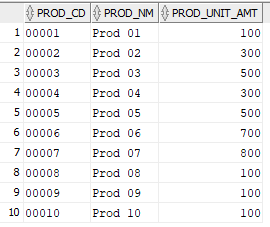 PROD_CD PROD_NM PROD_UNIT_AMT
1 00001 Prod 01 100
2 00002 Prod 02 300
3 00003 Prod 03 500
4 00004 Prod 04 300
5 00005 Prod 05 500
6 00006 Prod 06 700
7 00007 Prod 07 800
8 00008 Prod 08 100
9 00009 Prod 09 100
10 00010 Prod 10 100